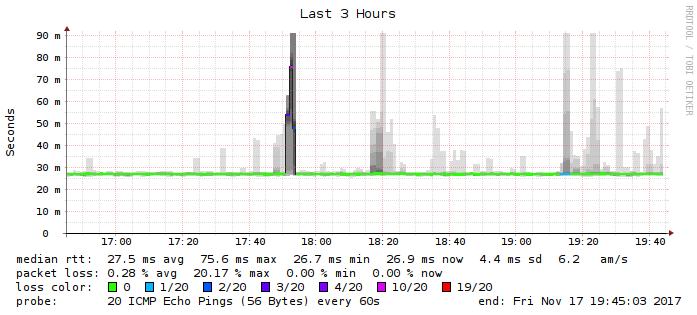 Last 3 Hours
RRDTOOL / TOBI OETIKER
Seconds
90 m
80 m
70 m
60 m
50 m
40 m
30 m
20 m
10 m
0
17:00 17:20 17:40 18:00 18:20 18:40 19:00 19:20 19:40
median rtt: 27.5 ms avg 75.6 ms max 26.7 ms min 26.9 ms now 4.4 ms sd 6.2 am/s
packet loss: 0.28 % avg 20.17 % max 0.00 % min 0.00 % now
loss color: 0 1/20 2/20 3/20 4/20 10/20 19/20
probe: 20 ICMP Echo Pings (56 Bytes) every 60s end: Fri Nov 17 19:45:03 2017